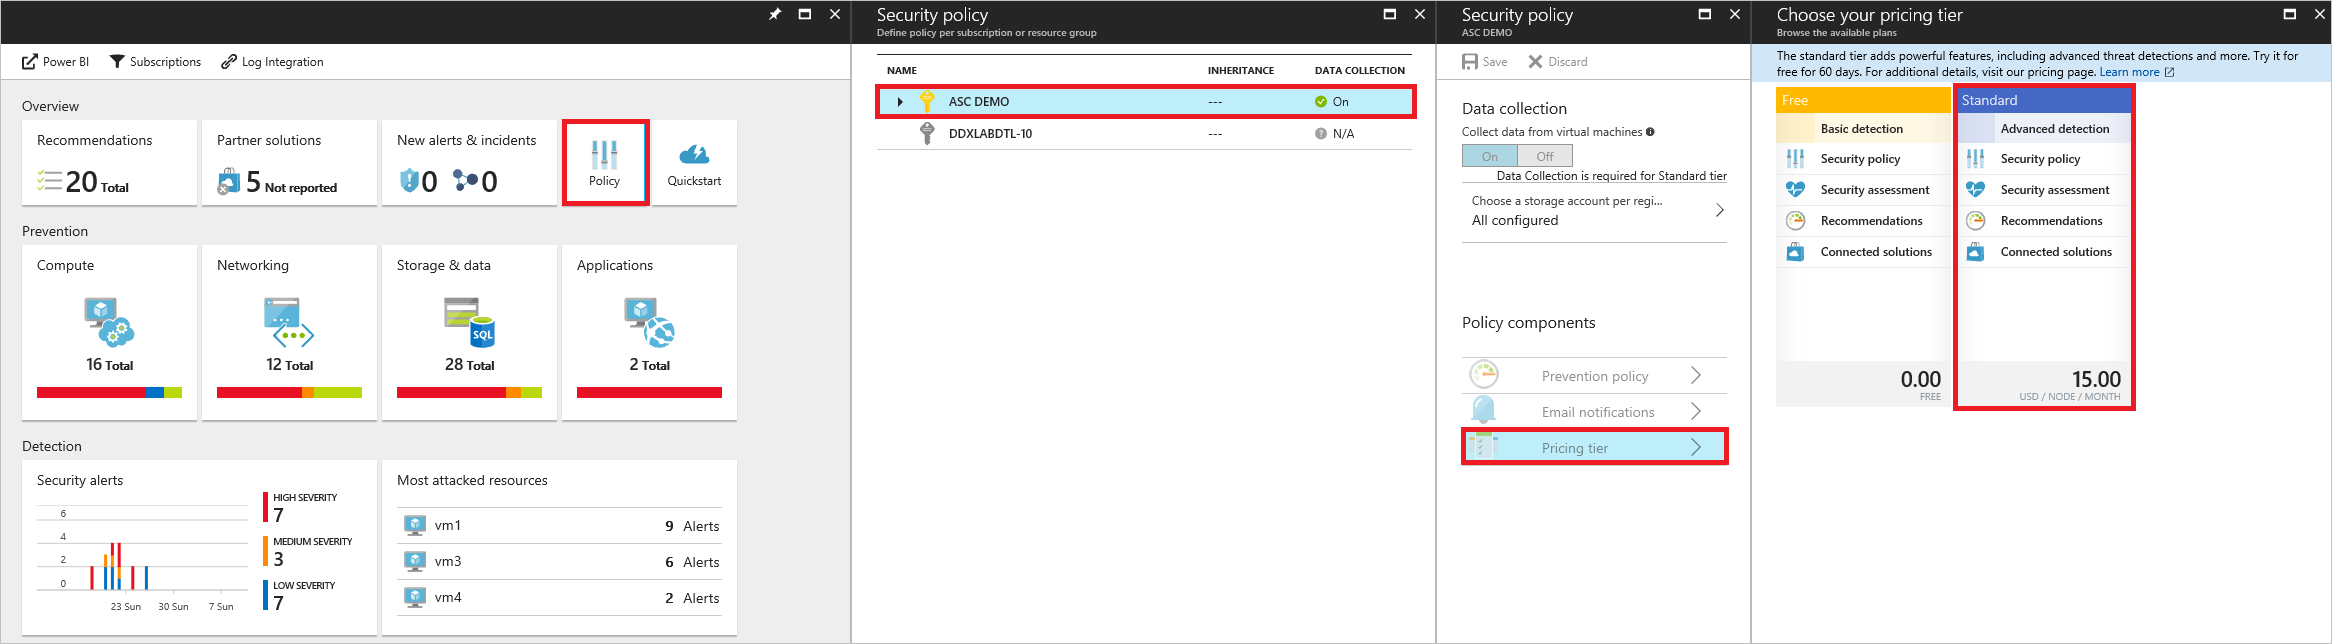 Power BI
Subscriptions
Log Integration
Overview
Recommendations
20 Total
Partner solutions
5 Not reported
New alerts & incidents
0
0
Policy
Quickstart
Prevention
Compute
16 Total
Networking
12 Total
Storage & data
SQL
28 Total
Applications
2 Total
Detection
Security alerts
6
4
2
0
23 Sun
30 Sun
7 Sun
HIGH SEVERITY
7
MEDIUM SEVERITY
3
LOW SEVERITY
7
Most attacked resources
vm1 9 Alerts
vm3 6 Alerts
vm4 2 Alerts
Security policy
Define policy per subscription or resource group
NAME INHERITANCE DATA COLLECTION
ASC DEMO --- On
DDXLABDTL-10 --- N/A
Security policy
ASC DEMO
Save
Discard
Data collection
Collect data from virtual machines
On
Off
Data Collection is required for Standard tier
Choose a storage account per regi...
All configured
Policy components
Prevention policy
Email notifications
Pricing tier
Choose your pricing tier
Browse the available plans
The standard tier adds powerful features, including advanced threat detections and more. Try it for
free for 60 days. For additional details, visit our pricing page. Learn more
Free
Basic detection
Security policy
Security assessment
Recommendations
Connected solutions
0.00
FREE
Standard
Advanced detection
Security policy
Security assessment
Recommendations
Connected solutions
15.00
USD / NODE / MONTH